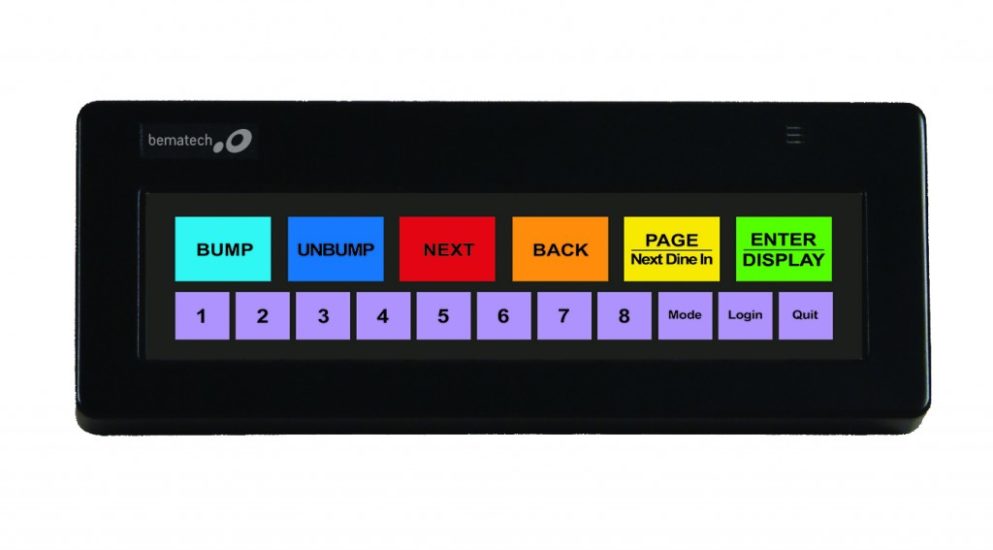 bematech
BUMP
UNBUMP
NEXT
BACK
PAGE
Next Dine In
ENTER
DISPLAY
1
2
3
4
5
6
7
8
Mode
Login
Quit